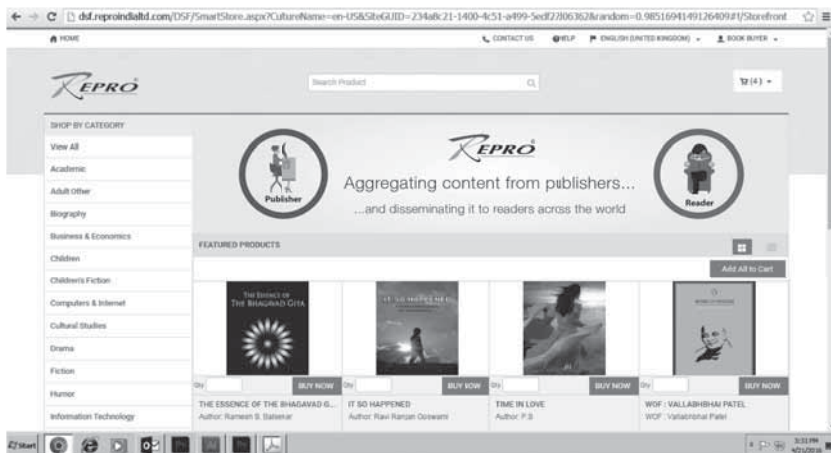 dsf.reproindialtd.com/DSF/SmartStore.aspx?CultureName=en-US&SiteGUID=234a8c21-1400-4c51-a499-5edf27f06362&random=0.9851694149126409#!/Storefront
HOME
CONTACT US
HELP
ENGLISH (UNITED KINGDOM)
BOOK BUYER
REPRO
Search Product
(4)
SHOP BY CATEGORY
View All
Academic
Adult Other
Biography
Business & Economics
Children
Children's Fiction
Computers & Internet
Cultural Studies
Drama
Fiction
Humor
Information Technology
Publisher
REPRO
Aggregating content from publishers...
...and disseminating it to readers across the world
Reader
FEATURED PRODUCTS
Add All to Cart
THE ESSENCE OF
THE BHAGAVAD GITA
IT SO HAPPENED
Qty BUY NOW
Qty BUY NOW
Qty BUY NOW
Qty BUY NOW
THE ESSENCE OF THE BHAGAVAD G...
Author: Ramesh S. Balsekar
IT SO HAPPENED
Author: Ravi Ranjan Goswami
TIME IN LOVE
Author: P.S
WOF : VALLABHBHAI PATEL
WOF : Vallabhbhai Patel
Start
3:33 PM